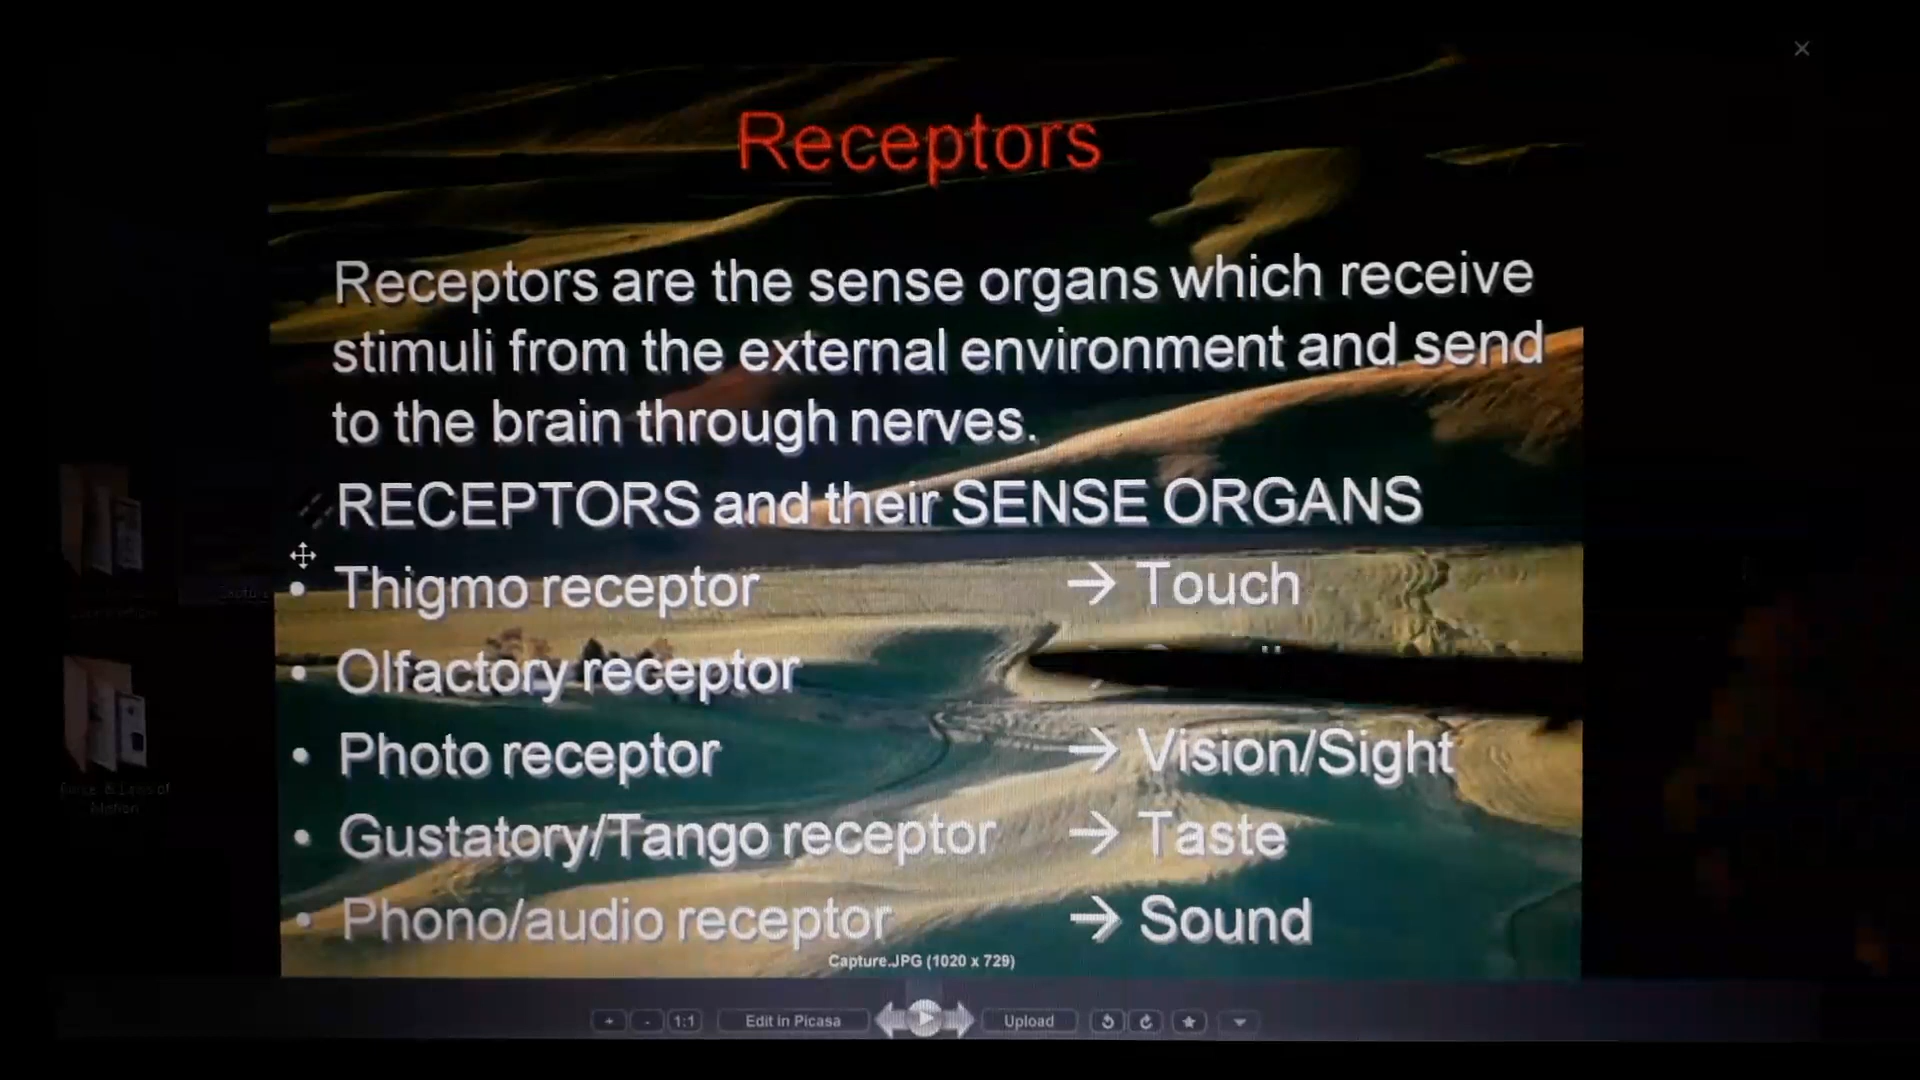 Receptors
Receptors are the sense organs which receive
stimuli from the external environment and send
to the brain through nerves.
RECEPTORS and their SENSE ORGANS
• Thigmo receptor → Touch
• Olfactory receptor
• Photo receptor → Vision/Sight
• Gustatory/Tango receptor → Taste
• Phono/audio receptor → Sound
Capture.JPG (1020 x 729)
1:1 Edit in Picasa Upload
Capture
Motion